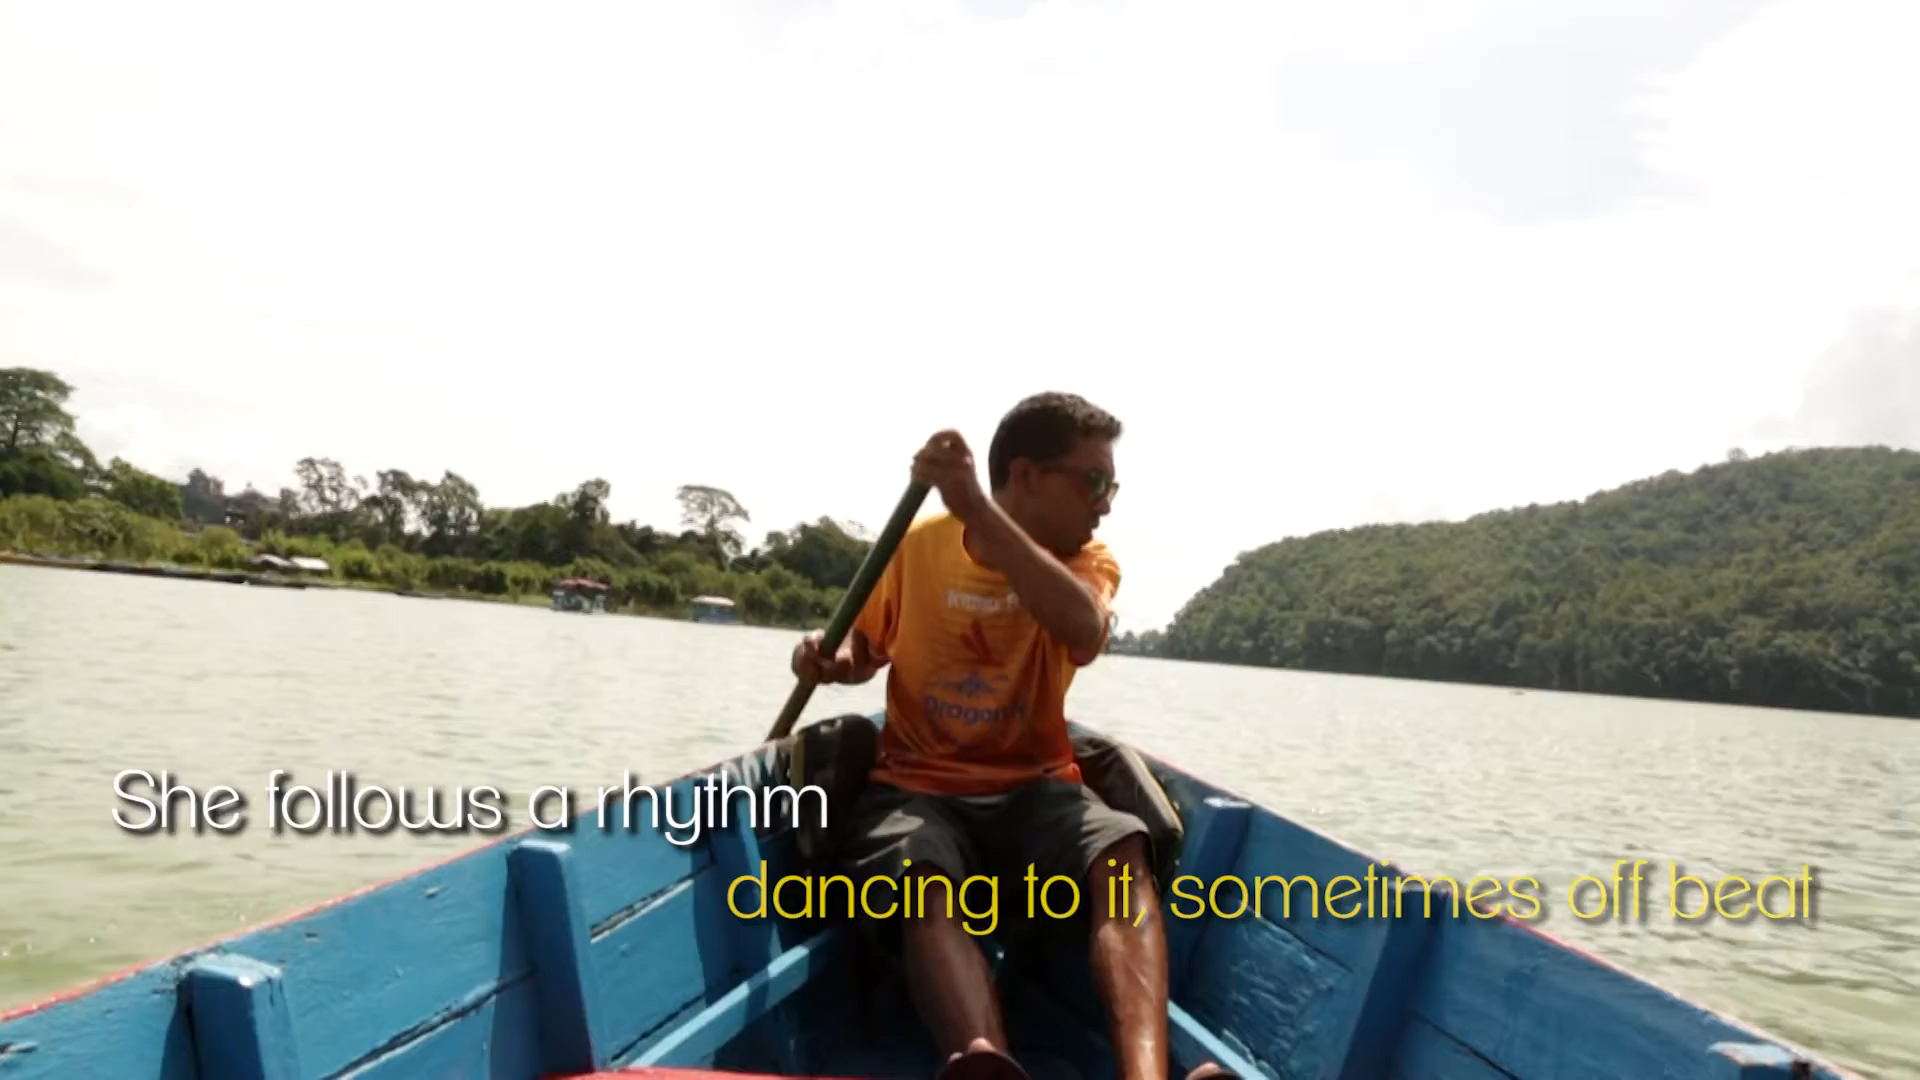 She follows a rhythm
dancing to it, sometimes off beat